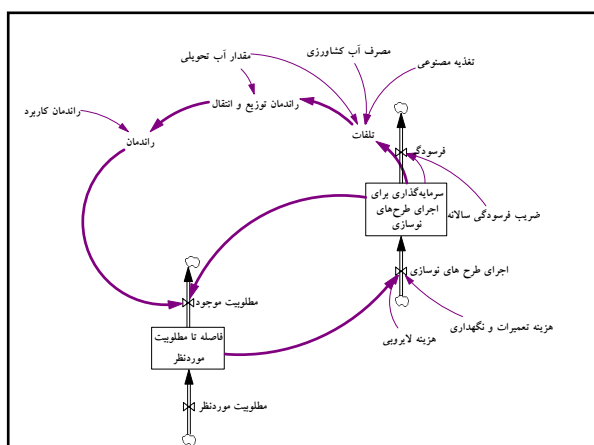 مصرف آب کشاورزی
مقدار آب تحویلی
تغذیه مصنوعی
راندمان توزیع و انتقال
راندمان کاربرد
تلفات
راندمان
فرسودگی
سرمایه‌گذاری برای
اجرای طرح‌های
نوسازی
ضریب فرسودگی سالانه
اجرای طرح های نوسازی
مطلوبیت موجود
هزینه تعمیرات و نگهداری
هزینه لایروبی
فاصله تا مطلوبیت
موردنظر
مطلوبیت موردنظر